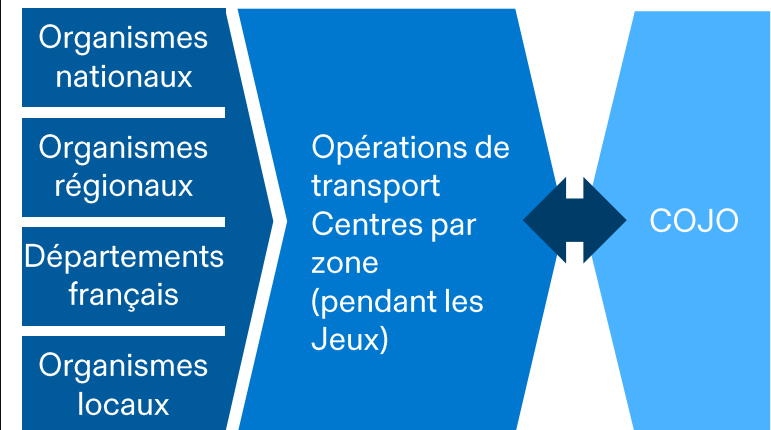 Organismes
nationaux
Organismes
régionaux
Départements
français
Organismes
locaux
Opérations de
transport
Centres par
zone
(pendant les
Jeux)
COJO